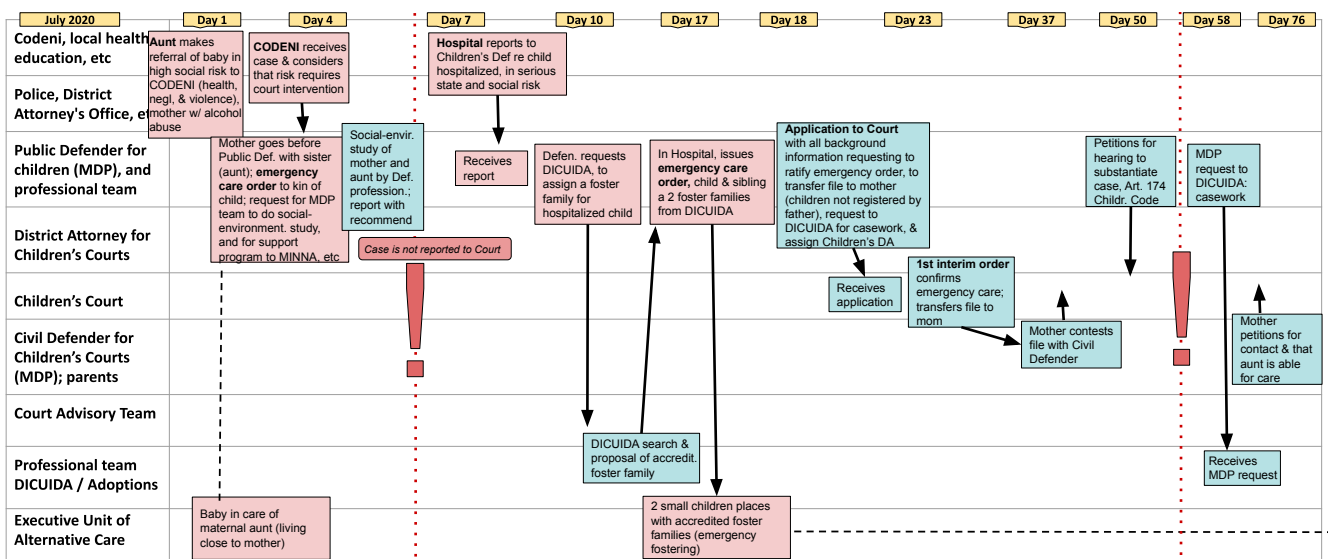 July 2020
Day 1
Day 4
Day 7
Day 10
Day 17
Day 18
Day 23
Day 37
Day 50
Day 58
Day 76
Codeni, local health,
education, etc
Aunt makes
referral of baby in
high social risk to
CODENI (health,
negl, & violence),
mother w/ alcohol
abuse
CODENI receives
case & considers
that risk requires
court intervention
Hospital reports to
Children's Def re child
hospitalized, in serious
state and social risk
Police, District
Attorney's Office, et
Public Defender for
children (MDP), and
professional team
Mother goes before
Public Def. with sister
(aunt); emergency
care order to kin of
child; request for MDP
team to do social-
environment. study,
and for support
program to MINNA, etc
Social-envir.
study of
mother and
aunt by Def.
profession.;
report with
recommend
Receives
report
Defen. requests
DICUIDA, to
assign a foster
family for
hospitalized child
In Hospital, issues
emergency care
order, child & sibling
a 2 foster families
from DICUIDA
Application to Court
with all background
information requesting to
ratify emergency order, to
transfer file to mother
(children not registered by
father), request to
DICUIDA for casework, &
assign Children's DA
Petitions for
hearing to
substantiate
case, Art. 174
Childr. Code
MDP
request to
DICUIDA:
casework
District Attorney for
Children's Courts
Case is not reported to Court
Children's Court
Receives
application
1st interim order
confirms
emergency care;
transfers file to
mom
Civil Defender for
Children's Courts
(MDP); parents
Mother contests
file with Civil
Defender
Mother
petitions for
contact & that
aunt is able
for care
Court Advisory Team
Professional team
DICUIDA / Adoptions
DICUIDA search &
proposal of accredit.
foster family
Receives
MDP request
Executive Unit of
Alternative Care
Baby in care of
maternal aunt (living
close to mother)
2 small children places
with accredited foster
families (emergency
fostering)